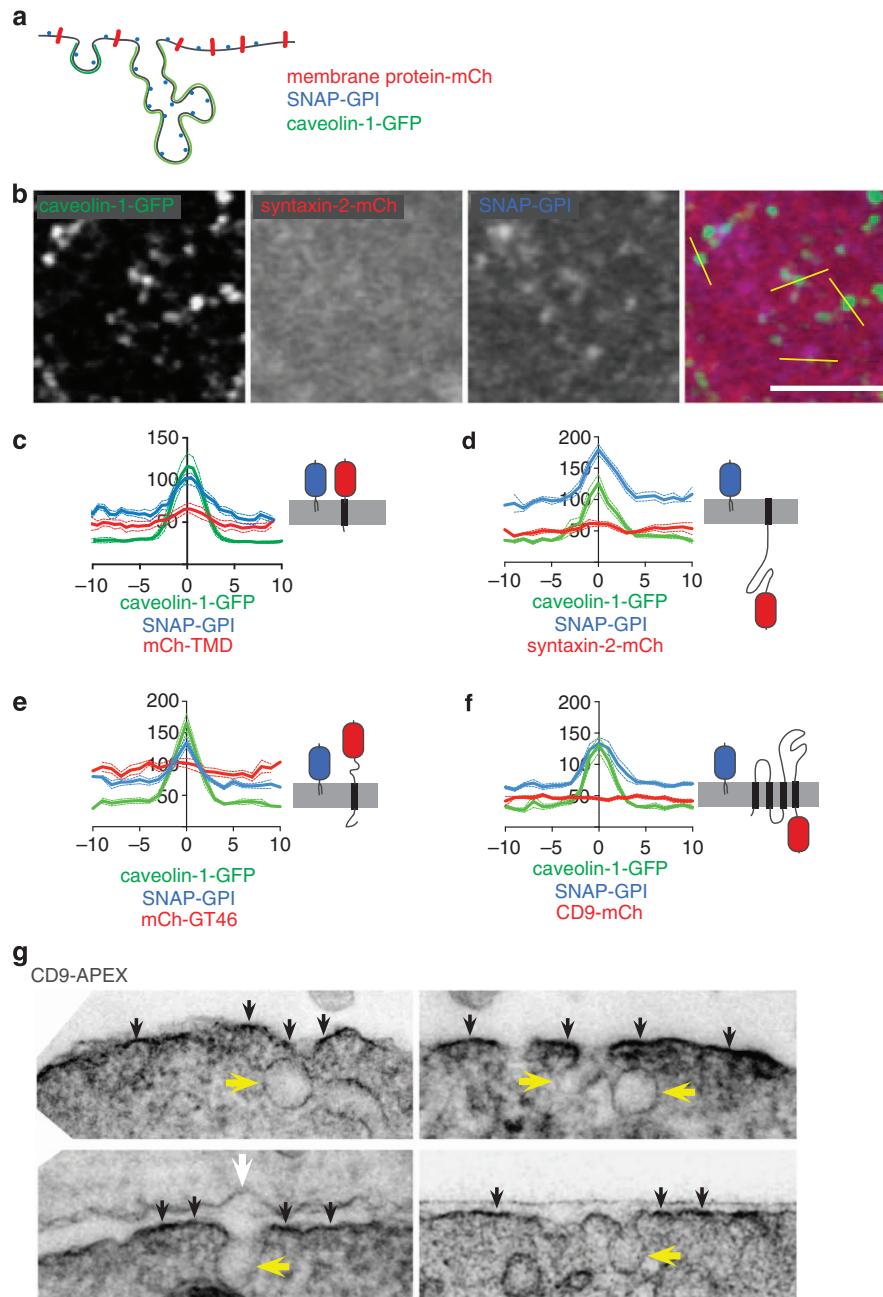 a
membrane protein-mCh
SNAP-GPI
caveolin-1-GFP
b
caveolin-1-GFP
syntaxin-2-mCh
SNAP-GPI
c
150
100
50
−10
−5
0
5
10
caveolin-1-GFP
SNAP-GPI
mCh-TMD
d
200
150
100
50
−10
−5
0
5
10
caveolin-1-GFP
SNAP-GPI
syntaxin-2-mCh
e
200
150
100
50
−10
−5
0
5
10
caveolin-1-GFP
SNAP-GPI
mCh-GT46
f
200
150
100
50
−10
−5
0
5
10
caveolin-1-GFP
SNAP-GPI
CD9-mCh
g
CD9-APEX